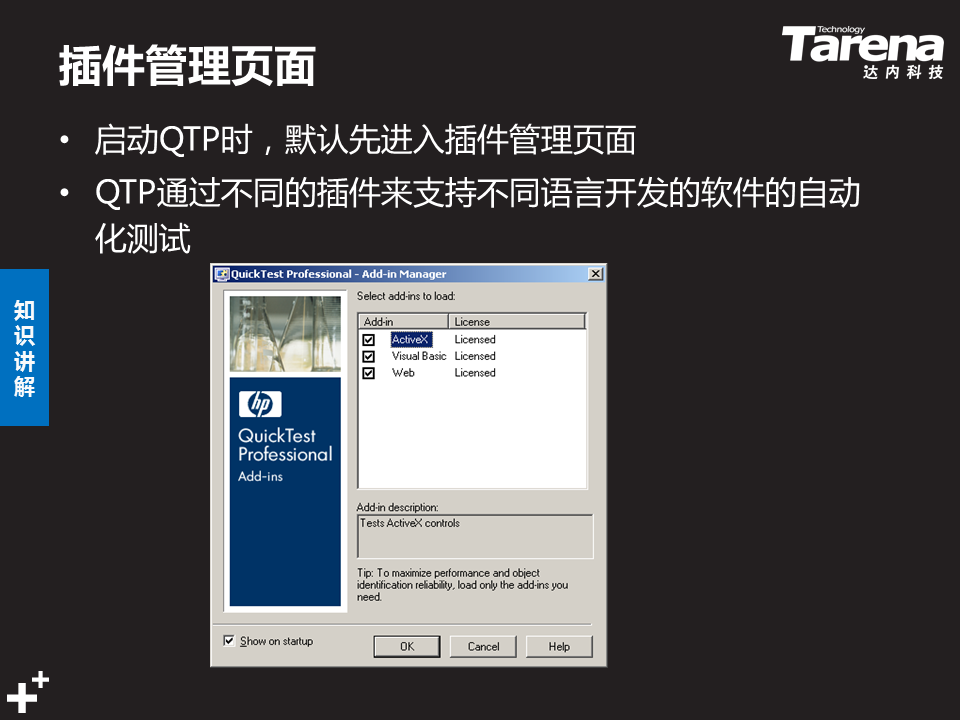 插件管理页面
Technology
Tarena
达内科技
• 启动QTP时，默认先进入插件管理页面
• QTP通过不同的插件来支持不同语言开发的软件的自动
化测试
知
识
讲
解
QuickTest Professional - Add-in Manager
Select add-ins to load:
Add-in License
ActiveX Licensed
Visual Basic Licensed
Web Licensed
hp
QuickTest
Professional
Add-ins
Add-in description:
Tests ActiveX controls
Tip: To maximize performance and object
identification reliability, load only the add-ins you
need.
Show on startup
OK Cancel Help